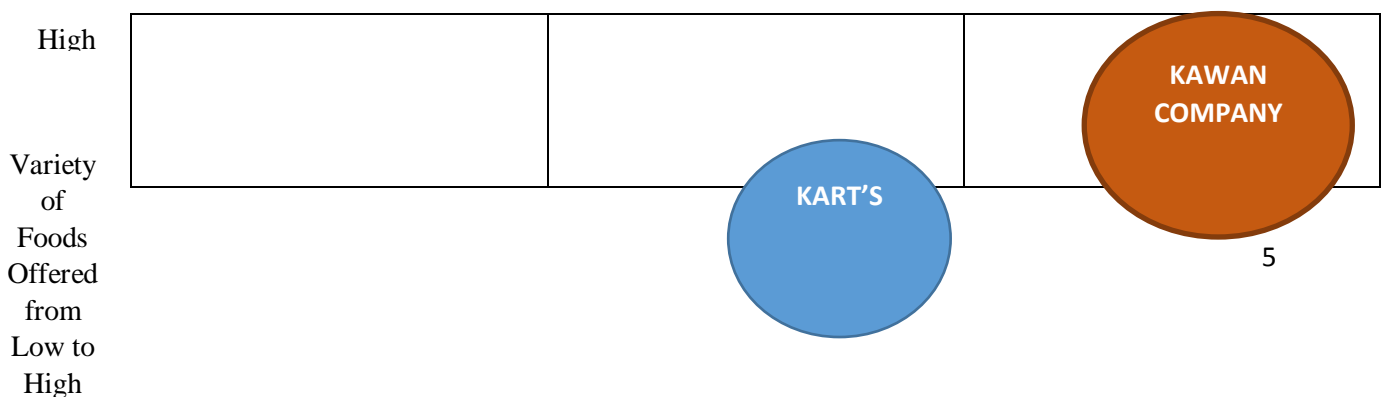 High
KAWAN
COMPANY
Variety
of
Foods
Offered
from
Low to
High
KART’S
5